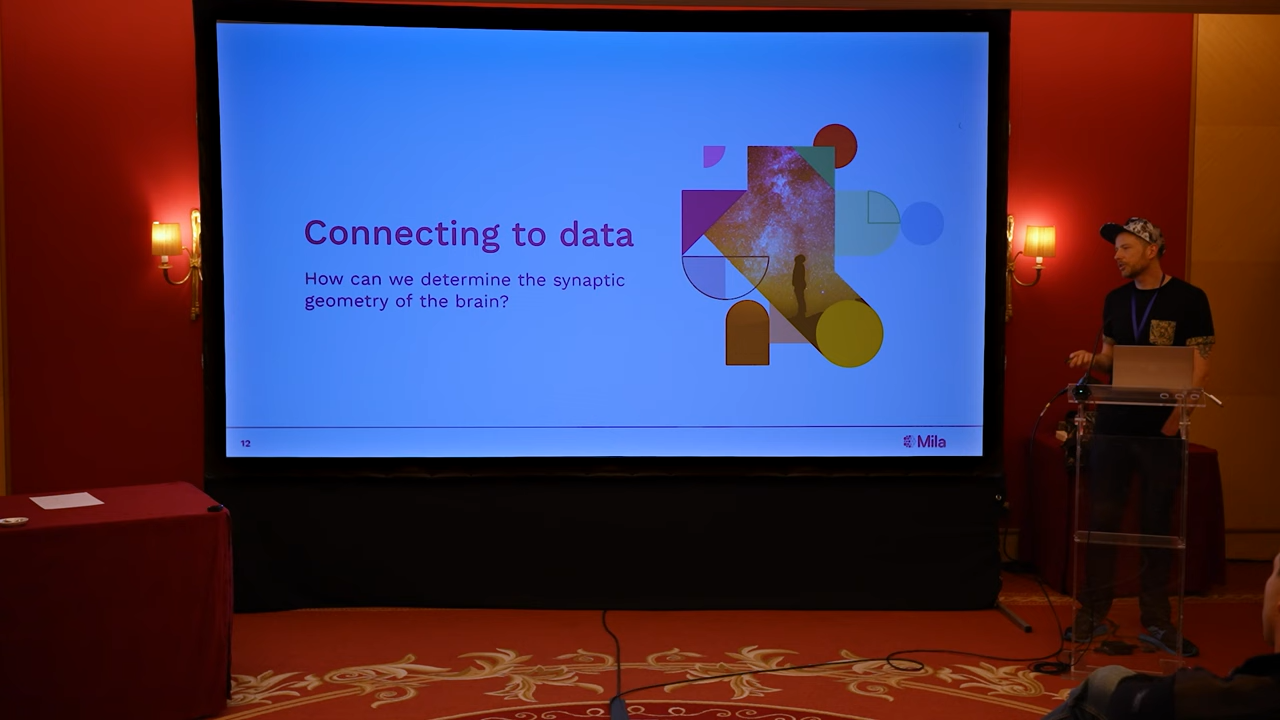 Connecting to data
How can we determine the synaptic
geometry of the brain?
12
Mila